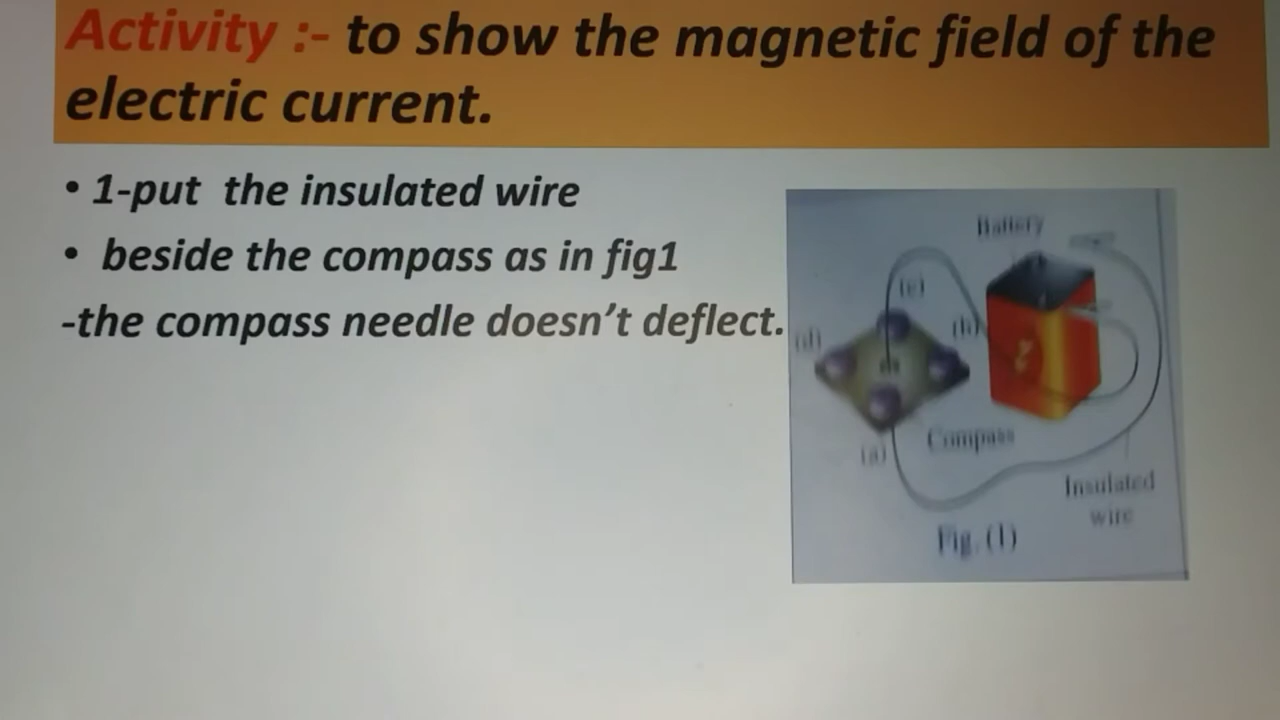 Activity :- to show the magnetic field of the
electric current.
• 1-put the insulated wire
• beside the compass as in fig1
-the compass needle doesn't deflect.
Battery
(c)
(b)
(d)
Compass
(a)
Insulated
wire
Fig. (1)